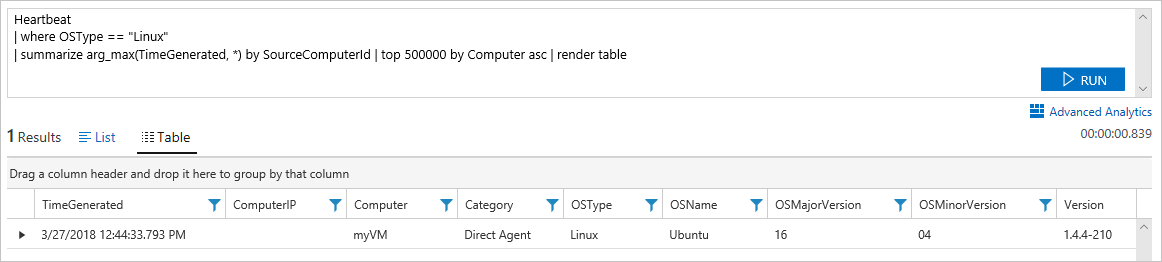 Heartbeat
| where OSType == "Linux"
| summarize arg_max(TimeGenerated, *) by SourceComputerId | top 500000 by Computer asc | render table
RUN
Advanced Analytics
1 Results List Table 00:00:00.839
Drag a column header and drop it here to group by that column
TimeGenerated ComputerIP Computer Category OSType OSName OSMajorVersion OSMinorVersion Version
3/27/2018 12:44:33.793 PM myVM Direct Agent Linux Ubuntu 16 04 1.4.4-210